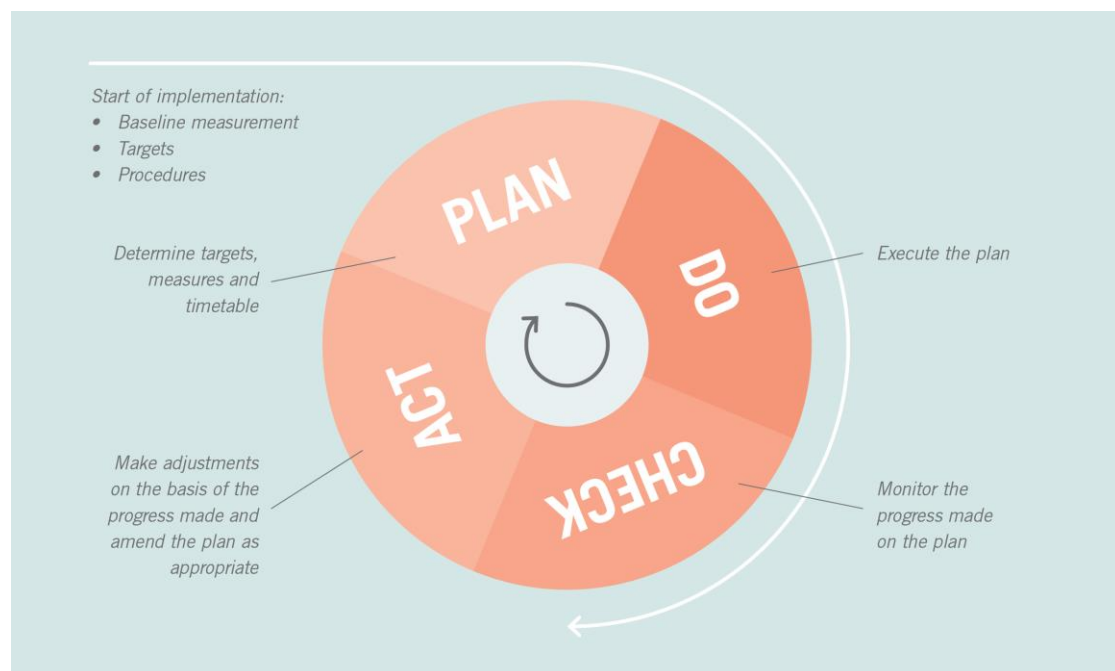 Start of implementation:
• Baseline measurement
• Targets
• Procedures
PLAN
Determine targets,
measures and
timetable
DO
Execute the plan
ACT
CHECK
Make adjustments
on the basis of the
progress made and
amend the plan as
appropriate
Monitor the
progress made
on the plan